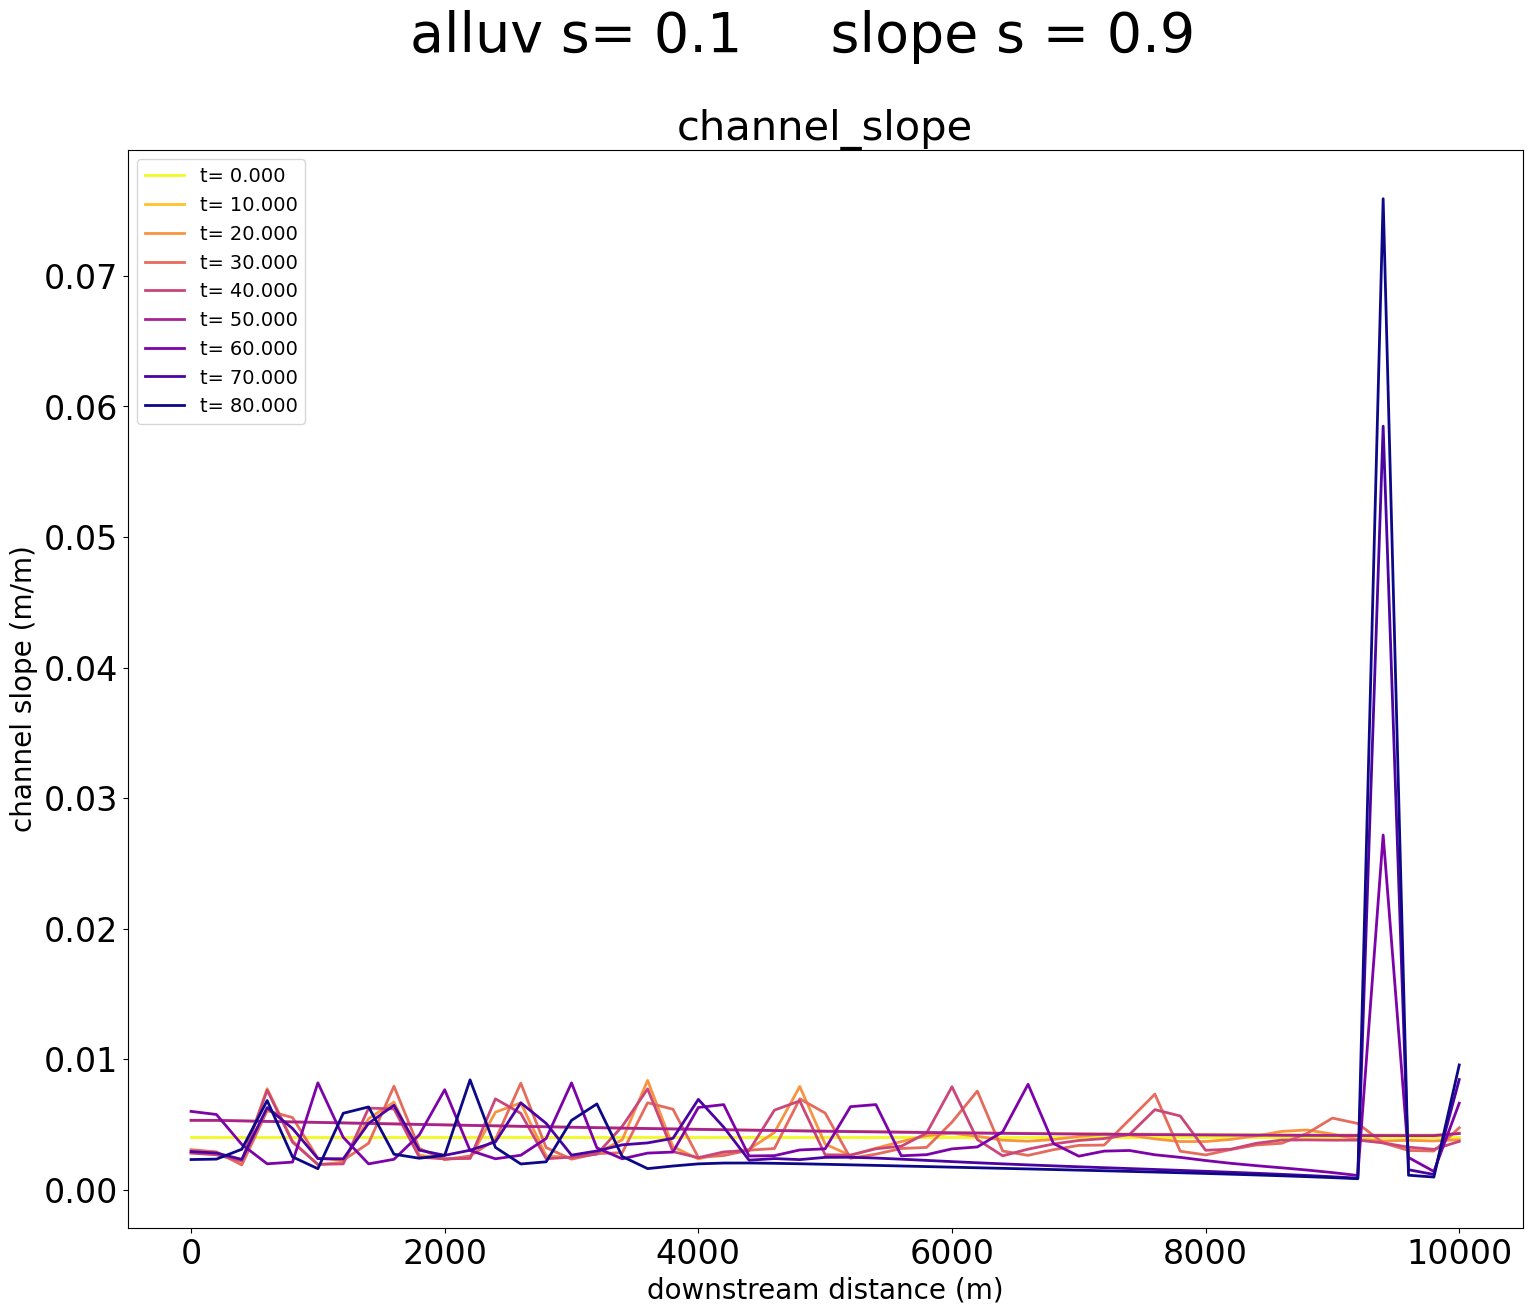 alluv s= 0.1     slope s = 0.9
channel_slope
t= 0.000
t= 10.000
t= 20.000
t= 30.000
t= 40.000
t= 50.000
t= 60.000
t= 70.000
t= 80.000
0.07
0.06
0.05
0.04
0.03
0.02
0.01
0.00
channel slope (m/m)
0 2000 4000 6000 8000 10000
downstream distance (m)